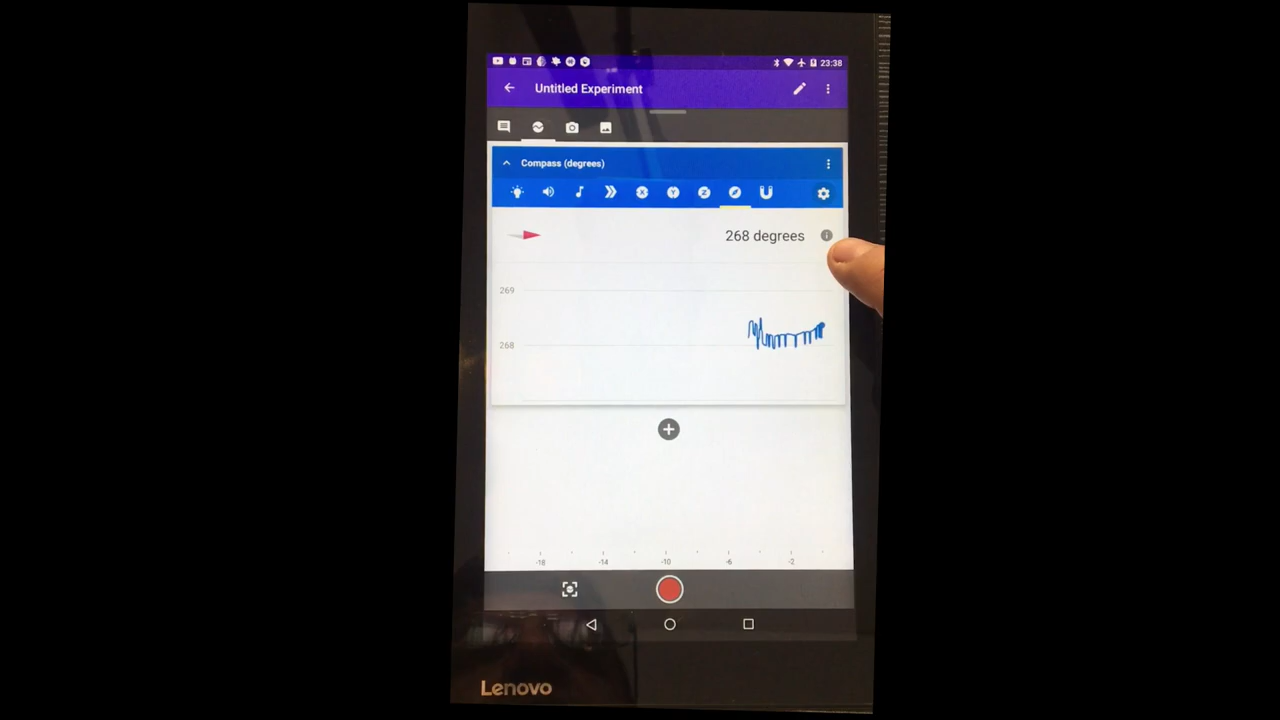 23:38
Untitled Experiment
Compass (degrees)
X Y Z
268 degrees
269
268
-18 -14 -10 -6 -2
Lenovo